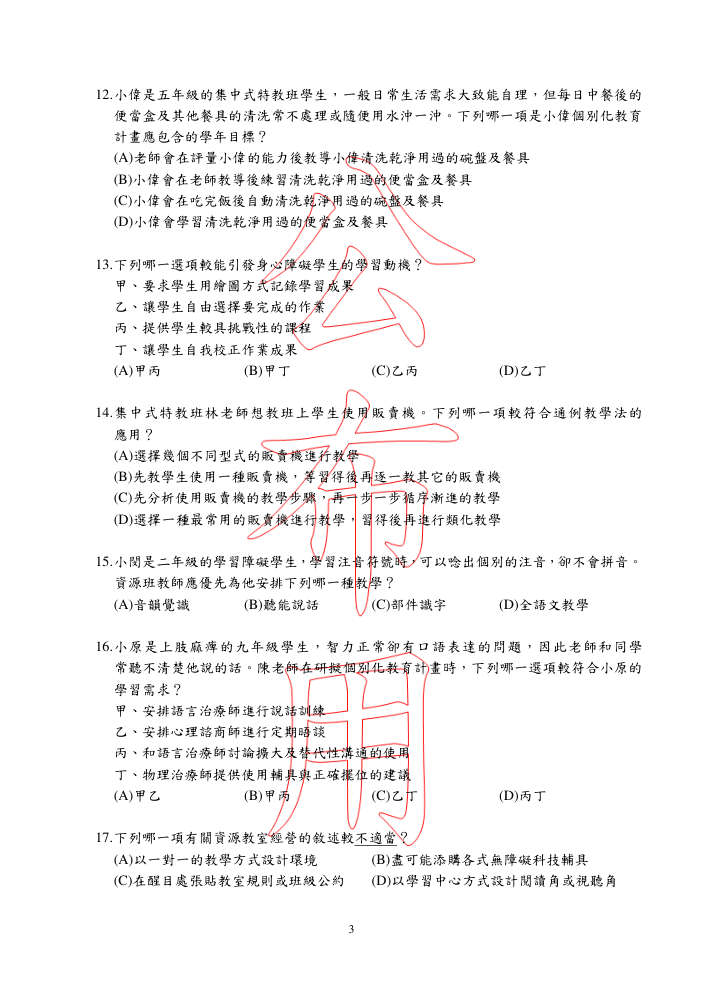 12.小偉是五年級的集中式特教班學生，一般日常生活需求大致能自理，但每日中餐後的
便當盒及其他餐具的清洗常不處理或隨便用水沖一沖。下列哪一項是小偉個別化教育
計畫應包含的學年目標？
(A)老師會在評量小偉的能力後教導小偉清洗乾淨用過的碗盤及餐具
(B)小偉會在老師教導後練習清洗乾淨用過的便當盒及餐具
(C)小偉會在吃完飯後自動清洗乾淨用過的碗盤及餐具
(D)小偉會學習清洗乾淨用過的便當盒及餐具
13.下列哪一選項較能引發身心障礙學生的學習動機？
甲、要求學生用繪圖方式記錄學習成果
乙、讓學生自由選擇要完成的作業
丙、提供學生較具挑戰性的課程
丁、讓學生自我校正作業成果
(A)甲丙 (B)甲丁 (C)乙丙 (D)乙丁
14.集中式特教班林老師想教班上學生使用販賣機。下列哪一項較符合通例教學法的
應用？
(A)選擇幾個不同型式的販賣機進行教學
(B)先教學生使用一種販賣機，等習得後再逐一教其它的販賣機
(C)先分析使用販賣機的教學步驟，再一步一步循序漸進的教學
(D)選擇一種最常用的販賣機進行教學，習得後再進行類化教學
15.小閔是二年級的學習障礙學生，學習注音符號時，可以唸出個別的注音，卻不會拼音。
資源班教師應優先為他安排下列哪一種教學？
(A)音韻覺識 (B)聽能說話 (C)部件識字 (D)全語文教學
16.小原是上肢麻痺的九年級學生，智力正常卻有口語表達的問題，因此老師和同學
常聽不清楚他說的話。陳老師在研擬個別化教育計畫時，下列哪一選項較符合小原的
學習需求？
甲、安排語言治療師進行說話訓練
乙、安排心理諮商師進行定期晤談
丙、和語言治療師討論擴大及替代性溝通的使用
丁、物理治療師提供使用輔具與正確擺位的建議
(A)甲乙 (B)甲丙 (C)乙丁 (D)丙丁
17.下列哪一項有關資源教室經營的敘述較不適當？
(A)以一對一的教學方式設計環境 (B)盡可能添購各式無障礙科技輔具
(C)在醒目處張貼教室規則或班級公約 (D)以學習中心方式設計閱讀角或視聽角
3
公
布
用